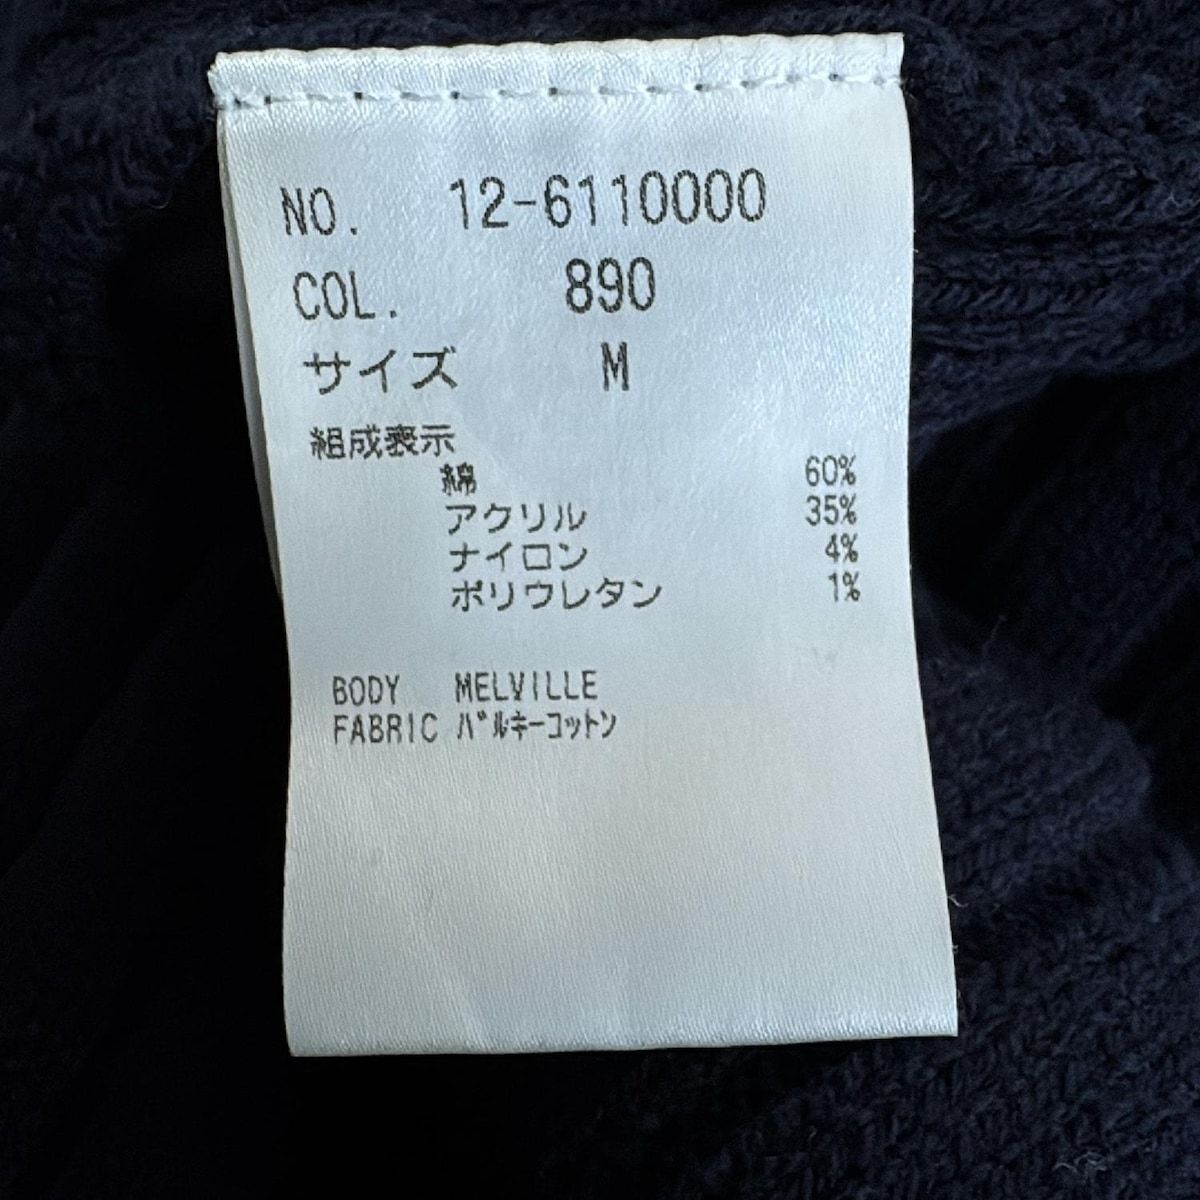 NO. 12-6110000
COL. 890
サイズ M
組成表示
綿 60%
アクリル 35%
ナイロン 4%
ポリウレタン 1%
BODY MELVILLE
FABRIC ﾊﾞﾙｷーｺｯﾄﾝ